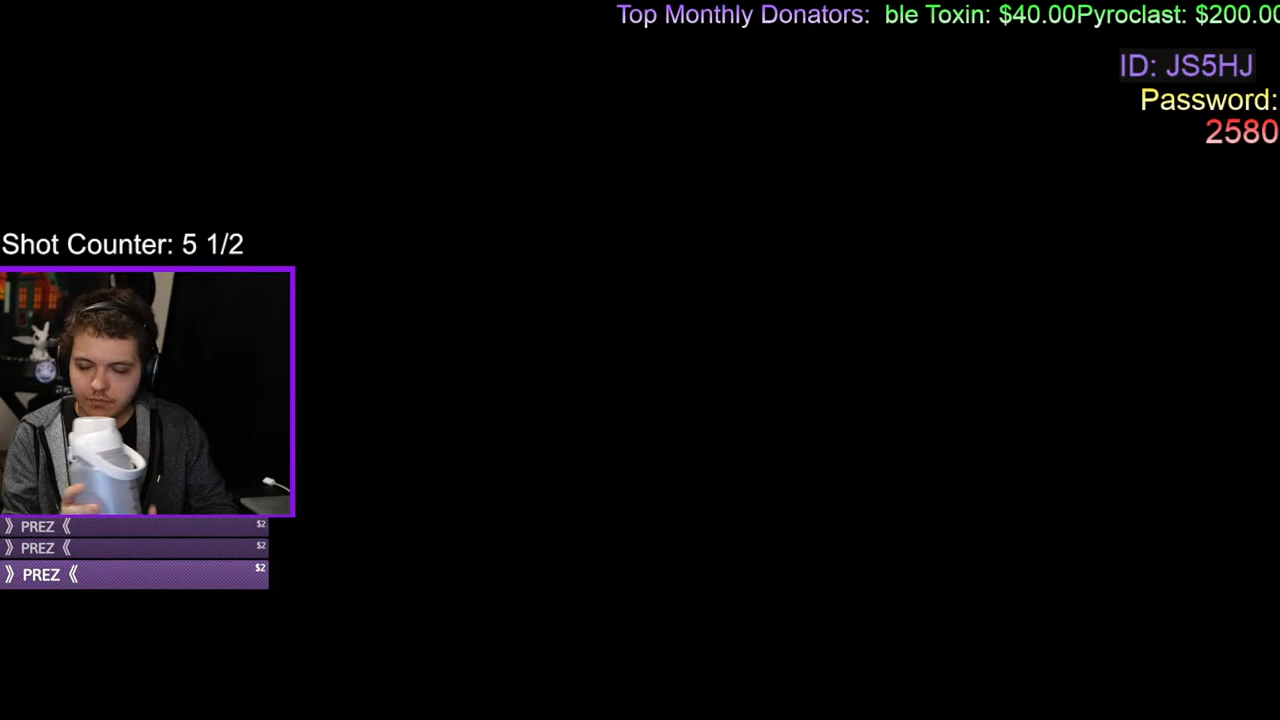 Top Monthly Donators: ble Toxin: $40.00Pyroclast: $200.00
ID: JS5HJ
Password:
2580
Shot Counter: 5 1/2
》 PREZ 《 $2
》 PREZ 《 $2
》 PREZ 《 $2